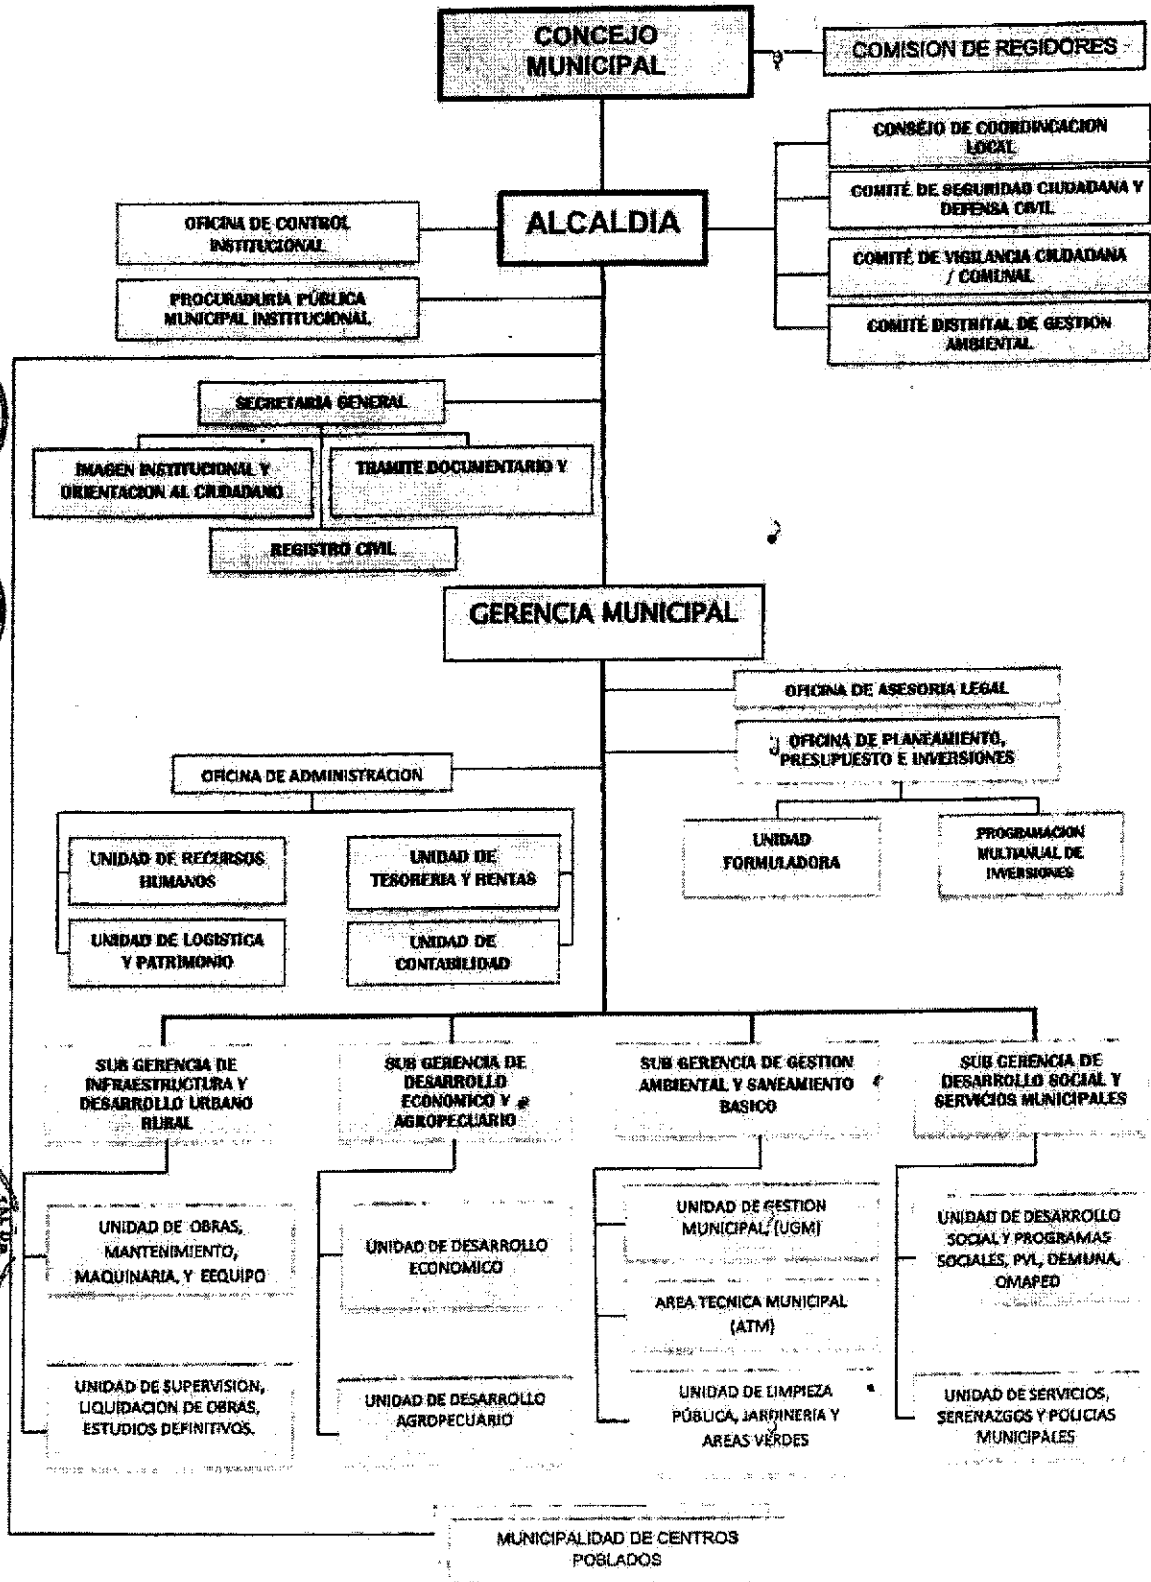 CONCEJO
MUNICIPAL
COMISION DE REGIDORES
CONSEJO DE COORDINCACION
LOCAL
COMITÉ DE SEGURIDAD CIUDADANA Y
DEFENSA CIVIL
ALCALDIA
OFICINA DE CONTROL
INSTITUCIONAL
COMITÉ DE VIGILANCIA CIUDADANA
/ COMUNAL
PROCURADURIA PÚBLICA
MUNICIPAL INSTITUCIONAL
COMITÉ DISTRITAL DE GESTION
AMBIENTAL
SECRETARIA GENERAL
IMAGEN INSTITUCIONAL Y
ORIENTACION AL CIUDADANO
TRAMITE DOCUMENTARIO Y
REGISTRO CIVIL
GERENCIA MUNICIPAL
OFICINA DE ASESORIA LEGAL
OFICINA DE PLANEAMIENTO,
PRESUPUESTO E INVERSIONES
OFICINA DE ADMINISTRACION
UNIDAD
FORMULADORA
PROGRAMACION
MULTIANUAL DE
INVERSIONES
UNIDAD DE RECURSOS
HUMANOS
UNIDAD DE
TESORERIA Y RENTAS
UNIDAD DE LOGISTICA
Y PATRIMONIO
UNIDAD DE
CONTABILIDAD
SUB GERENCIA DE
INFRAESTRUCTURA Y
DESARROLLO URBANO
RURAL
SUB GERENCIA DE
DESARROLLO
ECONOMICO Y
AGROPECUARIO
SUB GERENCIA DE GESTION
AMBIENTAL Y SANEAMIENTO
BASICO
SUB GERENCIA DE
DESARROLLO SOCIAL Y
SERVICIOS MUNICIPALES
UNIDAD DE OBRAS,
MANTENIMIENTO,
MAQUINARIA, Y EEQUIPO
UNIDAD DE DESARROLLO
ECONOMICO
UNIDAD DE GESTION
MUNICIPAL, (UGM)
UNIDAD DE DESARROLLO
SOCIAL Y PROGRAMAS
SOCIALES, PVL, DEMUNA,
OMAPED
AREA TECNICA MUNICIPAL
(ATM)
UNIDAD DE SUPERVISION,
LIQUIDACION DE OBRAS,
ESTUDIOS DEFINITIVOS.
UNIDAD DE DESARROLLO
AGROPECUARIO
UNIDAD DE LIMPIEZA
PÚBLICA, JARDINERIA Y
AREAS VERDES
UNIDAD DE SERVICIOS,
SERENAZGOS Y POLICIAS
MUNICIPALES
MUNICIPALIDAD DE CENTROS
POBLADOS